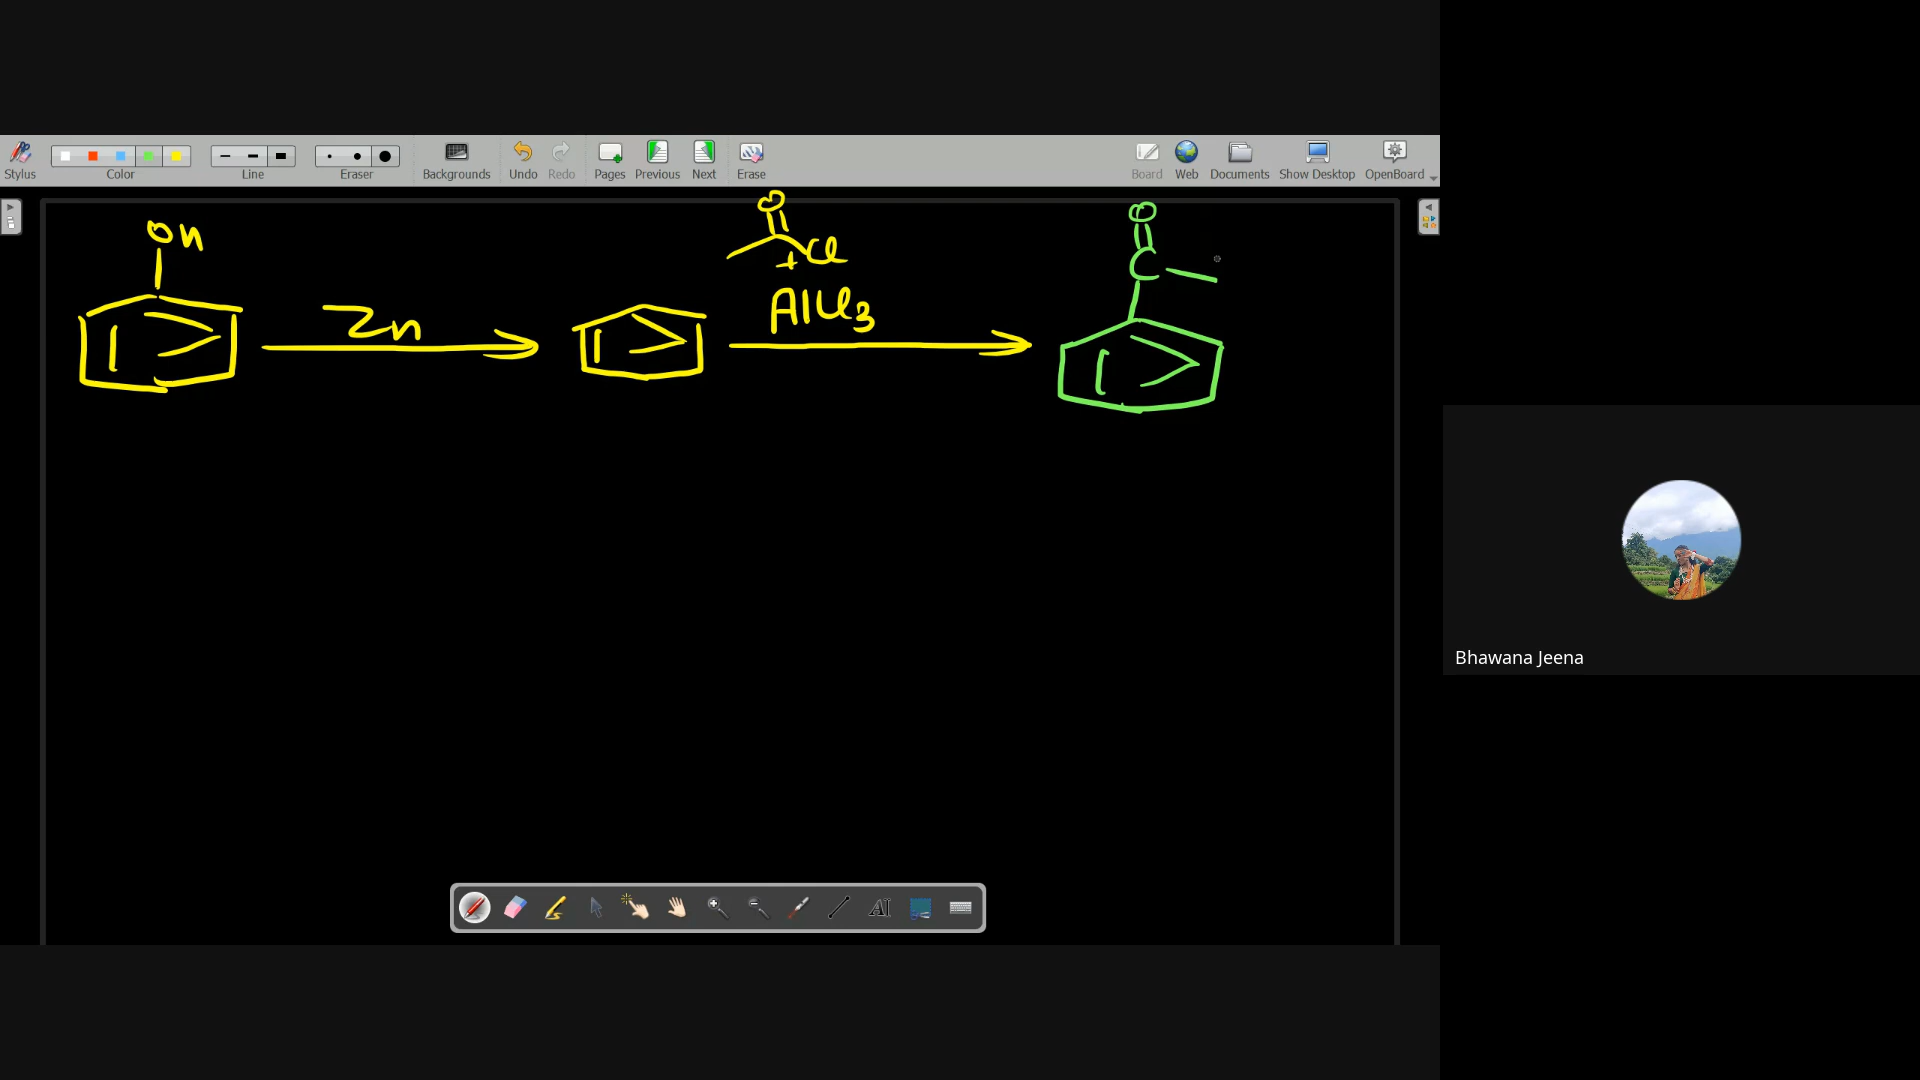 Stylus Color Line Eraser Backgrounds Undo Redo Pages Previous Next Erase Board Web Documents Show Desktop OpenBoard
O
Cl
+
AlCl3
OH
Zn
O
C
AI
Bhawana Jeena